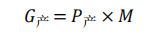 G产 = P产 × M